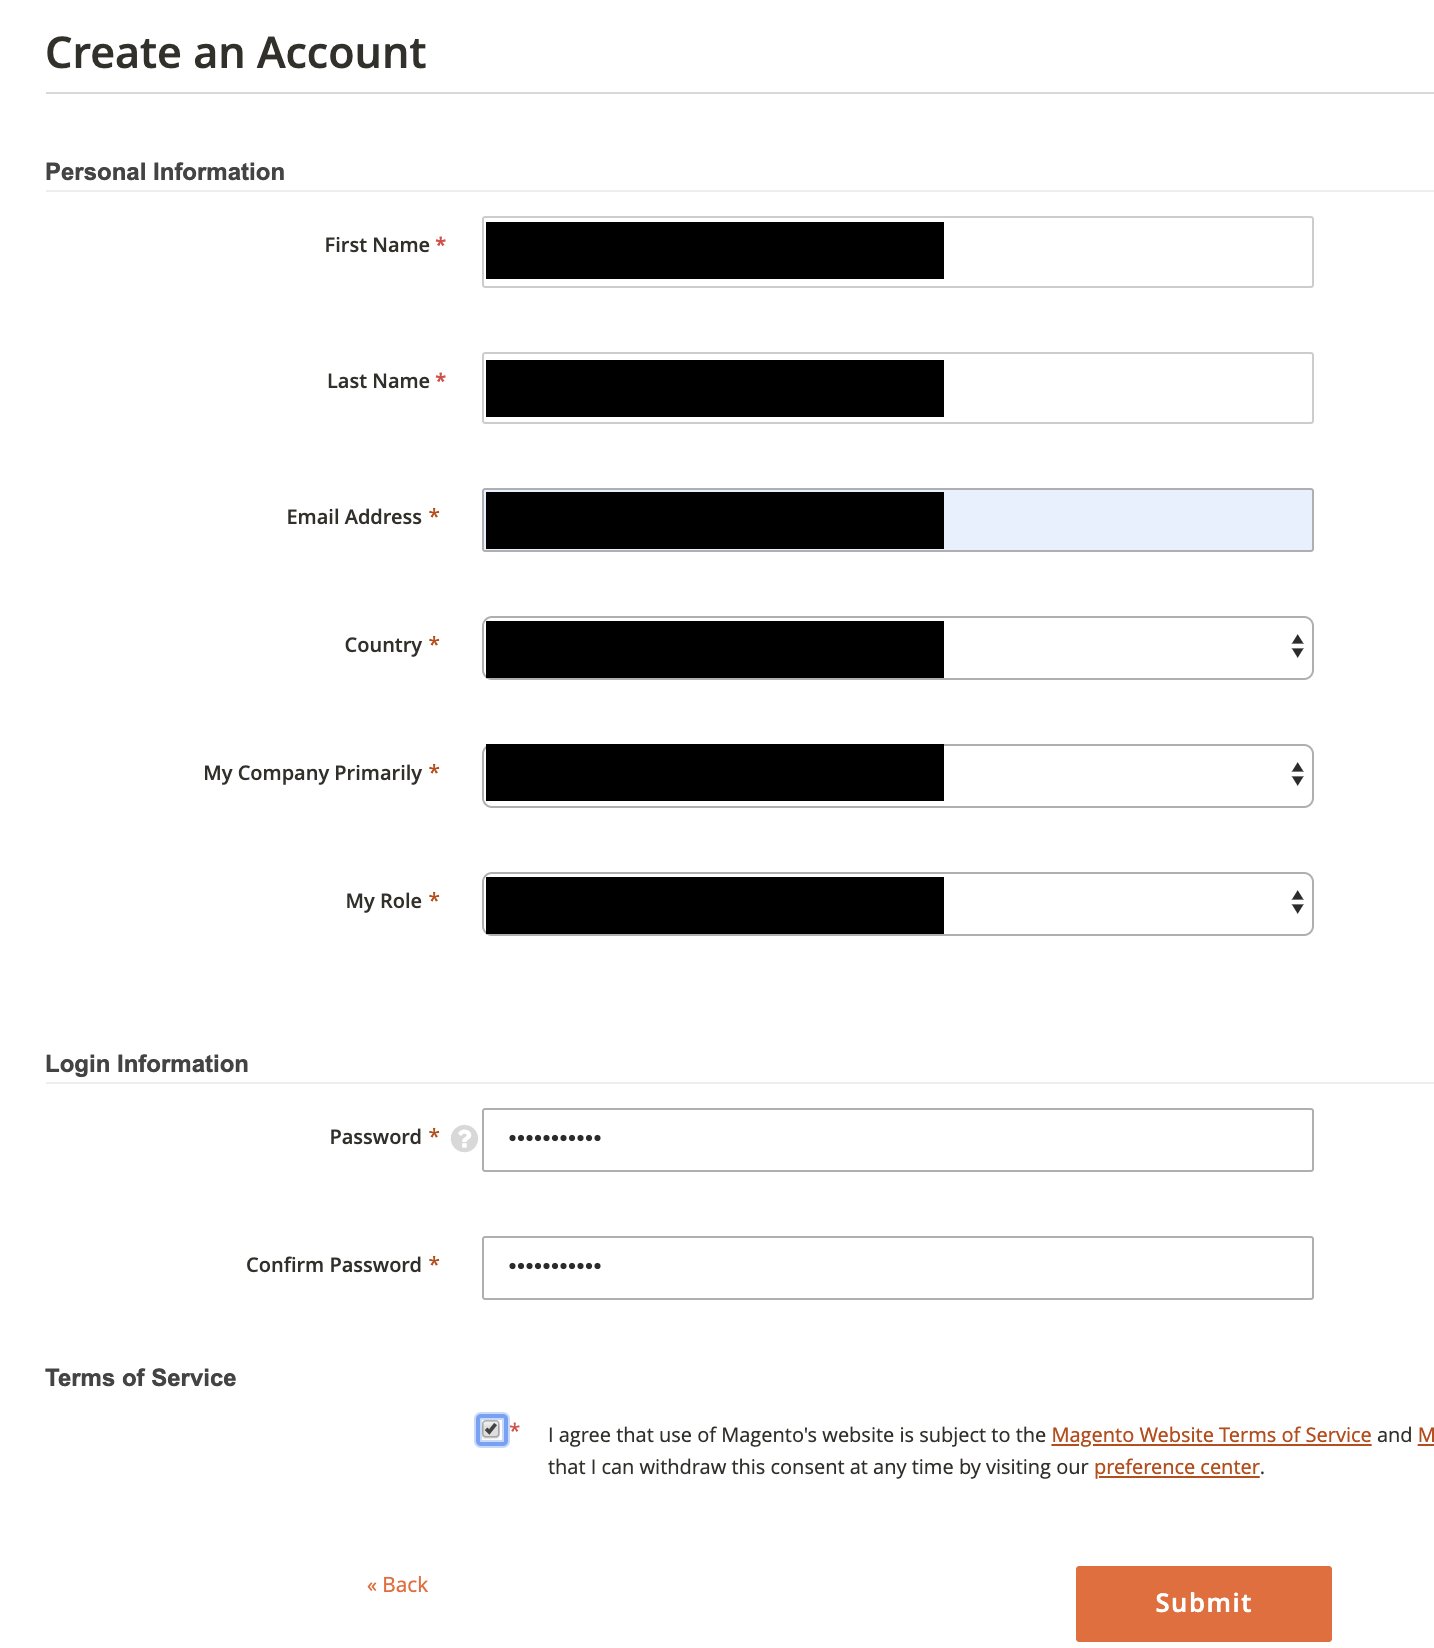 Create an Account
Personal Information
First Name *
Last Name *
Email Address *
Country *
My Company Primarily *
My Role *
Login Information
Password * ? •••••••••••
Confirm Password * •••••••••••
Terms of Service
* I agree that use of Magento's website is subject to the Magento Website Terms of Service and M
that I can withdraw this consent at any time by visiting our preference center.
« Back
Submit